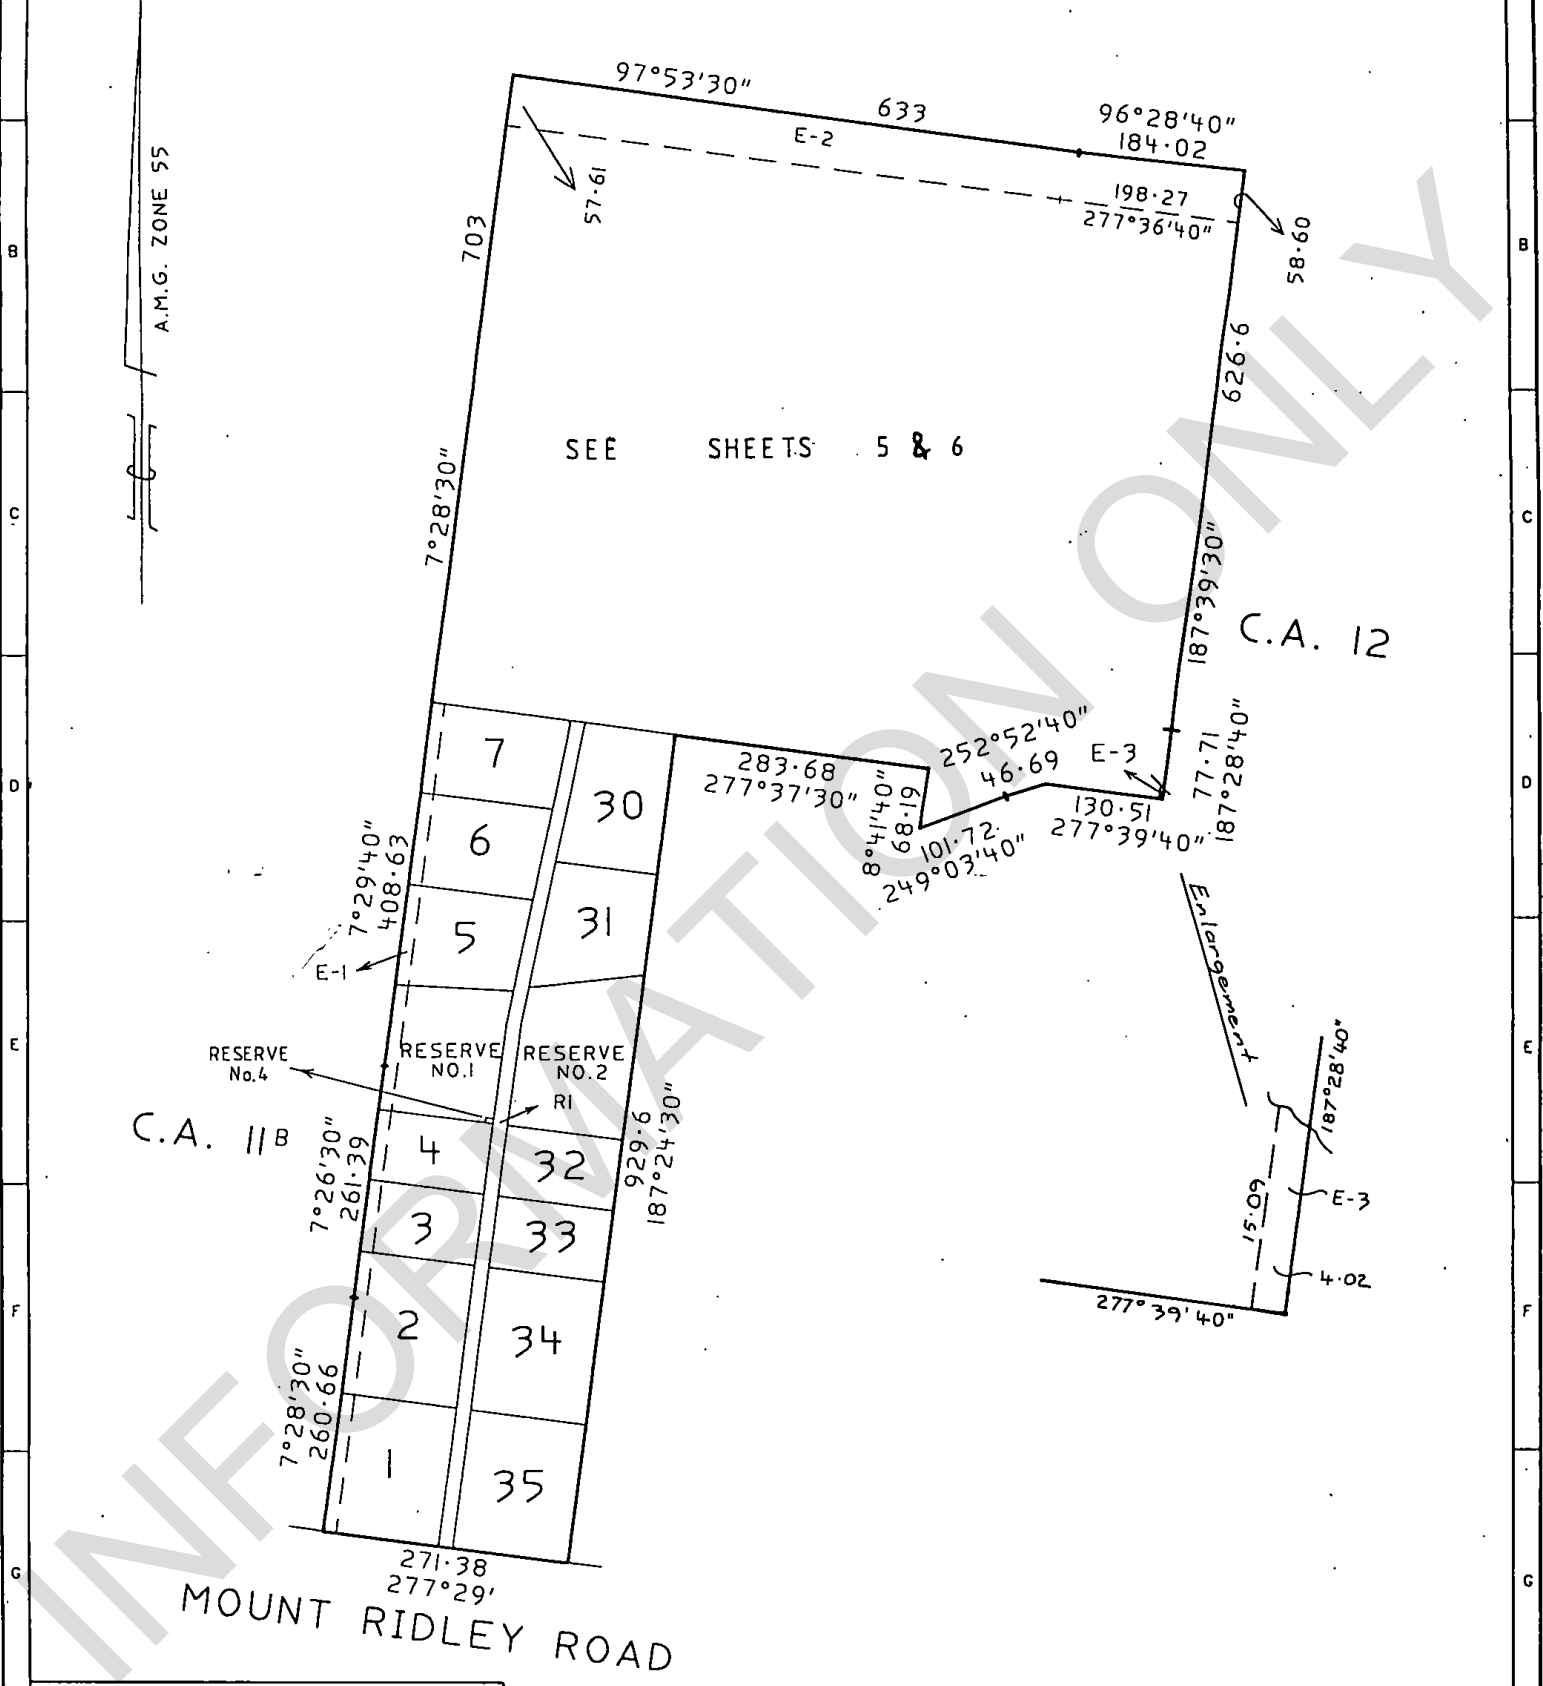 97°53'30"
633
96°28'40"
184·02
E-2
198·27
277°36'40"
57·61
58·60
A.M.G. ZONE 55
B
B
703
626·6
SEE SHEETS 5 & 6
7°28'30"
187°39'30"
C
C
C.A. 12
7
30
283·68
277°37'30"
252°52'40"
46·69
E-3
77·71
187°28'40"
D
D
130·51
277°39'40"
8°41'40"
68·19
101·72
249°03'40"
6
7°29'40"
408·63
5
31
E-1
Enlargement
E
E
RESERVE
No.4
RESERVE
NO.1
RESERVE
NO.2
R1
C.A. 11B
4
32
929·6
187°24'30"
7°26'30"
261·39
3
33
187°28'40"
15·09
E-3
4·02
277°39'40"
F
F
2
34
7°28'30"
260·66
1
35
G
G
271·38
277°29'
MOUNT RIDLEY ROAD
INFORMATION ONLY